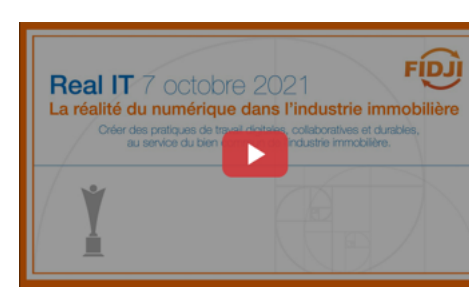 FIDJI
Real IT 7 octobre 2021
La réalité du numérique dans l'industrie immobilière
Créer des pratiques de travail digitales, collaboratives et durables,
au service du bien industrie immobilière.